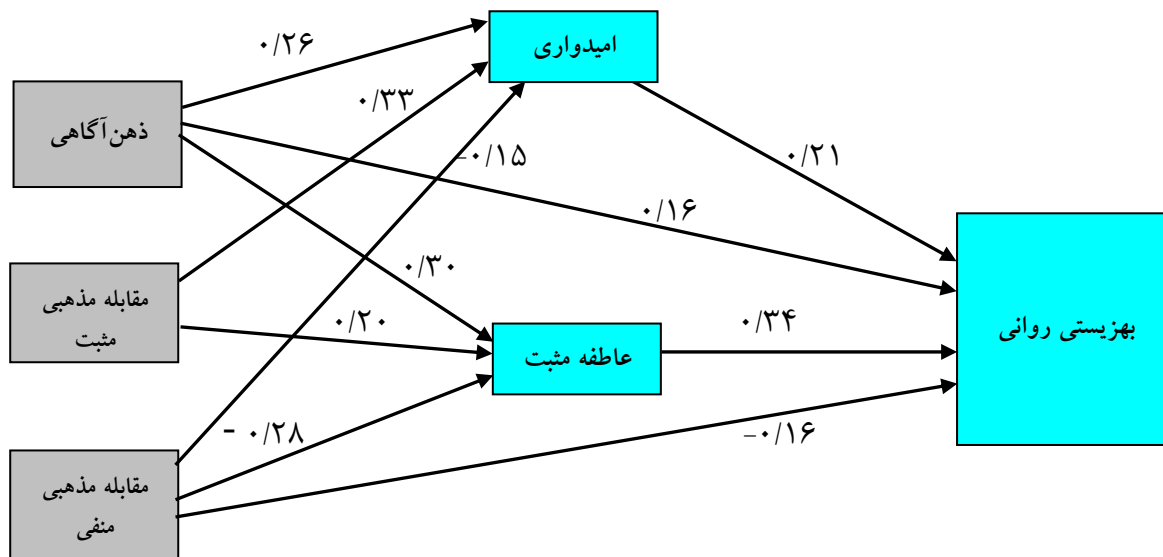 ۰/۲۶
امیدواری
۰/۳۳
ذهن‌آگاهی
–۰/۱۵
۰/۲۱
۰/۱۶
مقابله مذهبی
مثبت
۰/۳۰
۰/۲۰
عاطفه مثبت
۰/۳۴
بهزیستی روانی
- ۰/۲۸
–۰/۱۶
مقابله مذهبی
منفی